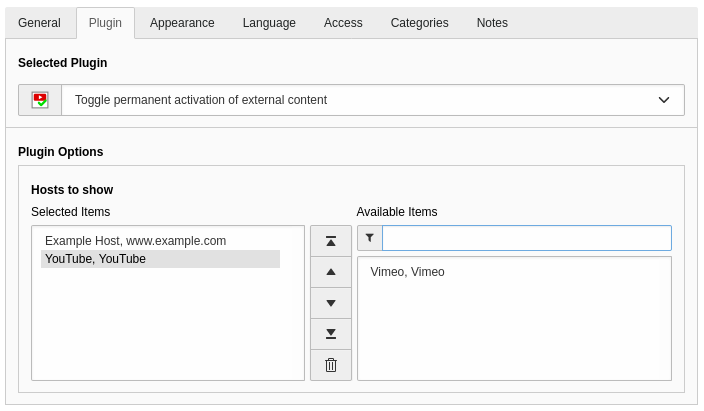 General Plugin Appearance Language Access Categories Notes
Selected Plugin
Toggle permanent activation of external content
Plugin Options
Hosts to show
Selected Items
Example Host, www.example.com
YouTube, YouTube
Available Items
Vimeo, Vimeo